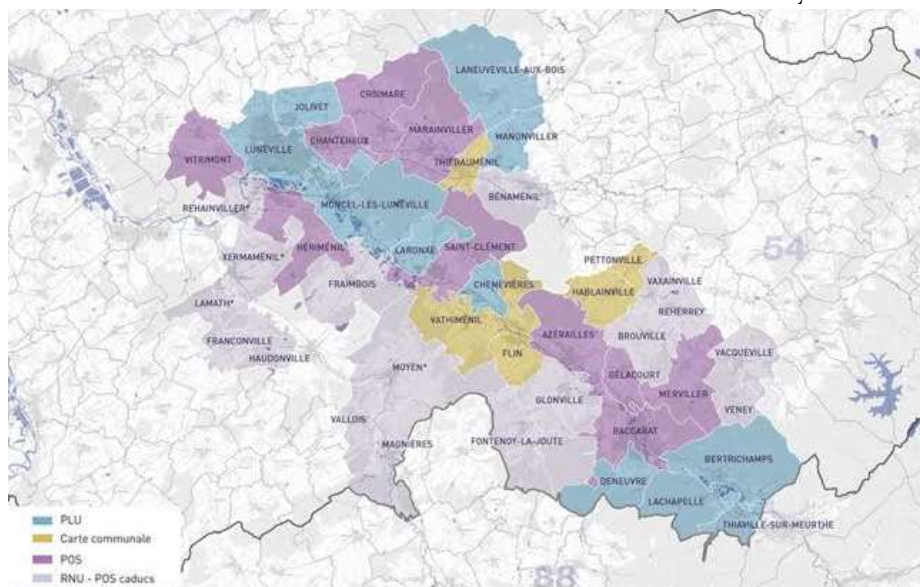 LANEUVEVILLE-AUX-BOIS
CROIMARE
JOLIVET
MARAINVILLER
MANONVILLER
CHANTEHEUX
LUNÉVILLE
VITRIMONT
THIÉBAUMÉNIL
BÉNAMÉNIL
MONCEL-LES-LUNÉVILLE
REHAINVILLER*
HÉRIMÉNIL
LARONXE
SAINT-CLÉMENT
54
XERMAMÉNIL*
PETTONVILLE
FRAIMBOIS
CHENEVIÈRES
HABLAINVILLE
VAXAINVILLE
LAMATH*
REHERREY
VATHIMÉNIL
AZERAILLES
BROUVILLE
FRANCONVILLE
FLIN
VACQUEVILLE
HAUDONVILLE
MOYEN*
GÉLACOURT
MERVILLER
GLONVILLE
VENEY
VALLOIS
BACCARAT
MAGNIÈRES
FONTENOY-LA-JOUTE
BERTRICHAMPS
DENEUVRE
LACHAPELLE
THIAVILLE-SUR-MEURTHE
88
PLU
Carte communale
POS
RNU - POS caducs